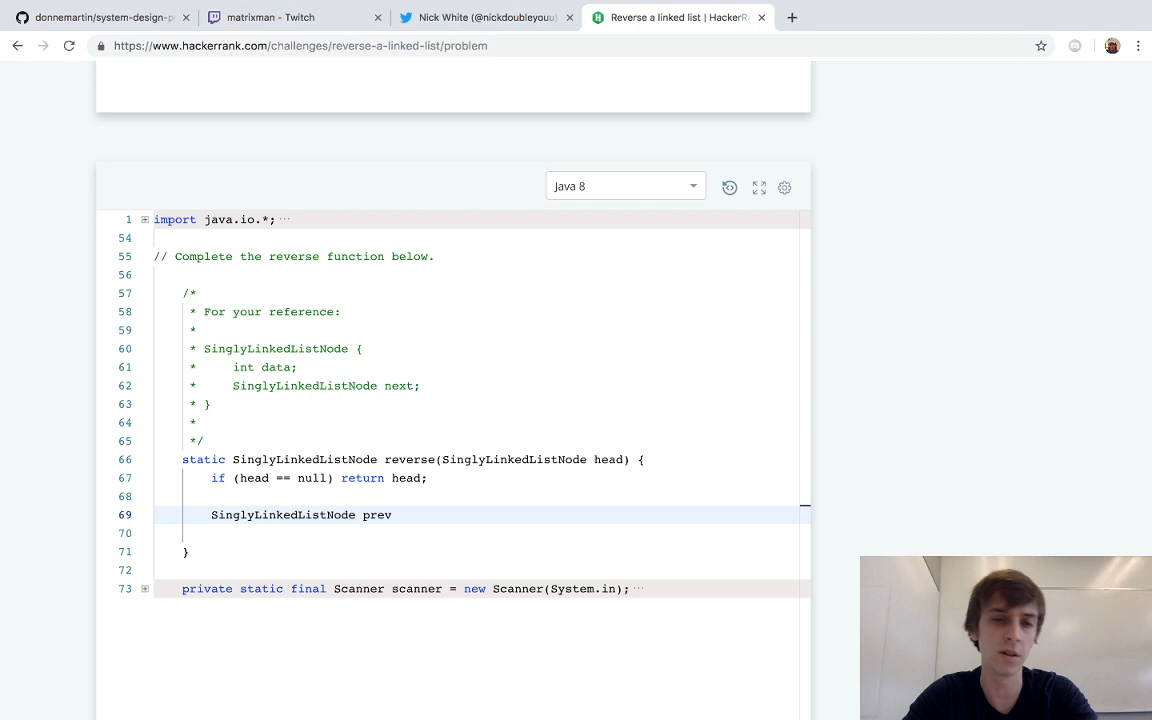 donnemartin/system-design-p
matrixman - Twitch
Nick White (@nickdoubleyouu)
Reverse a linked list | HackerRa
https://www.hackerrank.com/challenges/reverse-a-linked-list/problem
Java 8
1 import java.io.*; ...
54
55 // Complete the reverse function below.
56
57 /*
58 * For your reference:
59 *
60 * SinglyLinkedListNode {
61 * int data;
62 * SinglyLinkedListNode next;
63 * }
64 *
65 */
66 static SinglyLinkedListNode reverse(SinglyLinkedListNode head) {
67 if (head == null) return head;
68
69 SinglyLinkedListNode prev
70
71 }
72
73 private static final Scanner scanner = new Scanner(System.in); ...